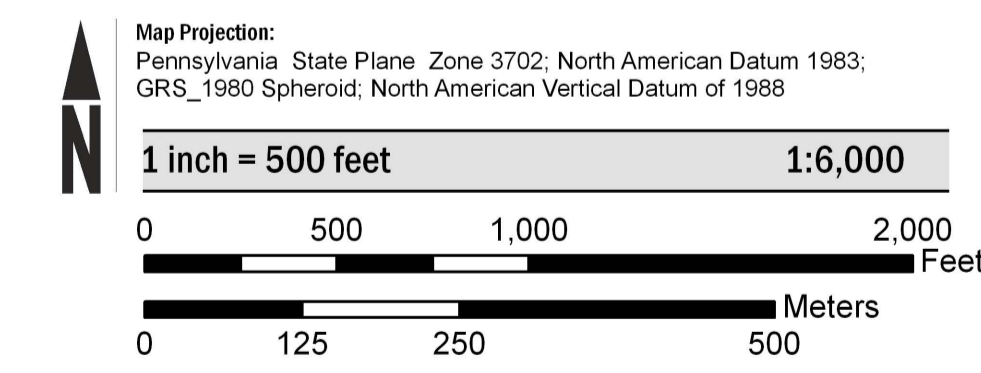 N
Map Projection:
Pennsylvania State Plane Zone 3702; North American Datum 1983;
GRS_1980 Spheroid; North American Vertical Datum of 1988
1 inch = 500 feet 1:6,000
0 500 1,000 2,000
Feet
Meters
0 125 250 500